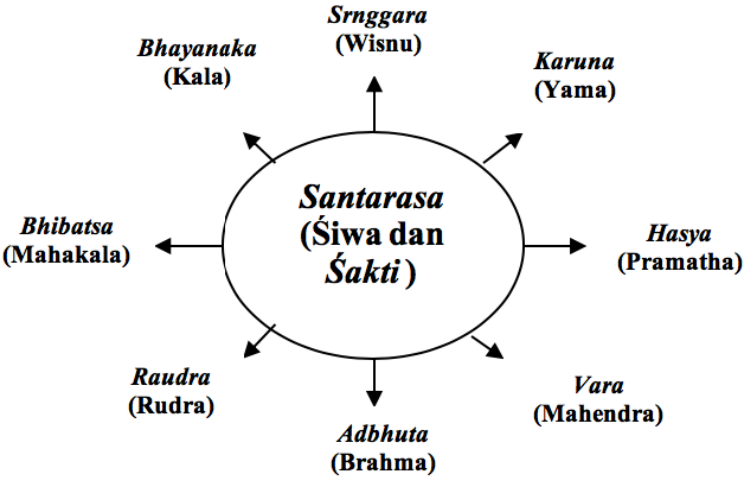 Srnggara
(Wisnu)
Bhayanaka
(Kala)
Karuna
(Yama)
Santarasa
(Śiwa dan
Śakti)
Bhibatsa
(Mahakala)
Hasya
(Pramatha)
Raudra
(Rudra)
Vara
(Mahendra)
Adbhuta
(Brahma)